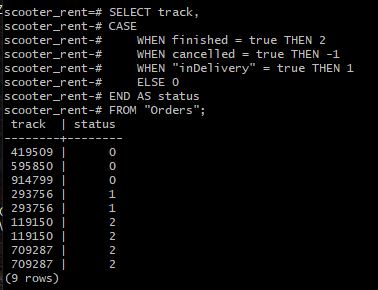 scooter_rent=# SELECT track,
scooter_rent-# CASE
scooter_rent-#     WHEN finished = true THEN 2
scooter_rent-#     WHEN cancelled = true THEN -1
scooter_rent-#     WHEN "inDelivery" = true THEN 1
scooter_rent-#     ELSE 0
scooter_rent-# END AS status
scooter_rent-# FROM "Orders";
 track  | status
--------+--------
 419509 |      0
 595850 |      0
 914799 |      0
 293756 |      1
 293756 |      1
 119150 |      2
 119150 |      2
 709287 |      2
 709287 |      2
(9 rows)